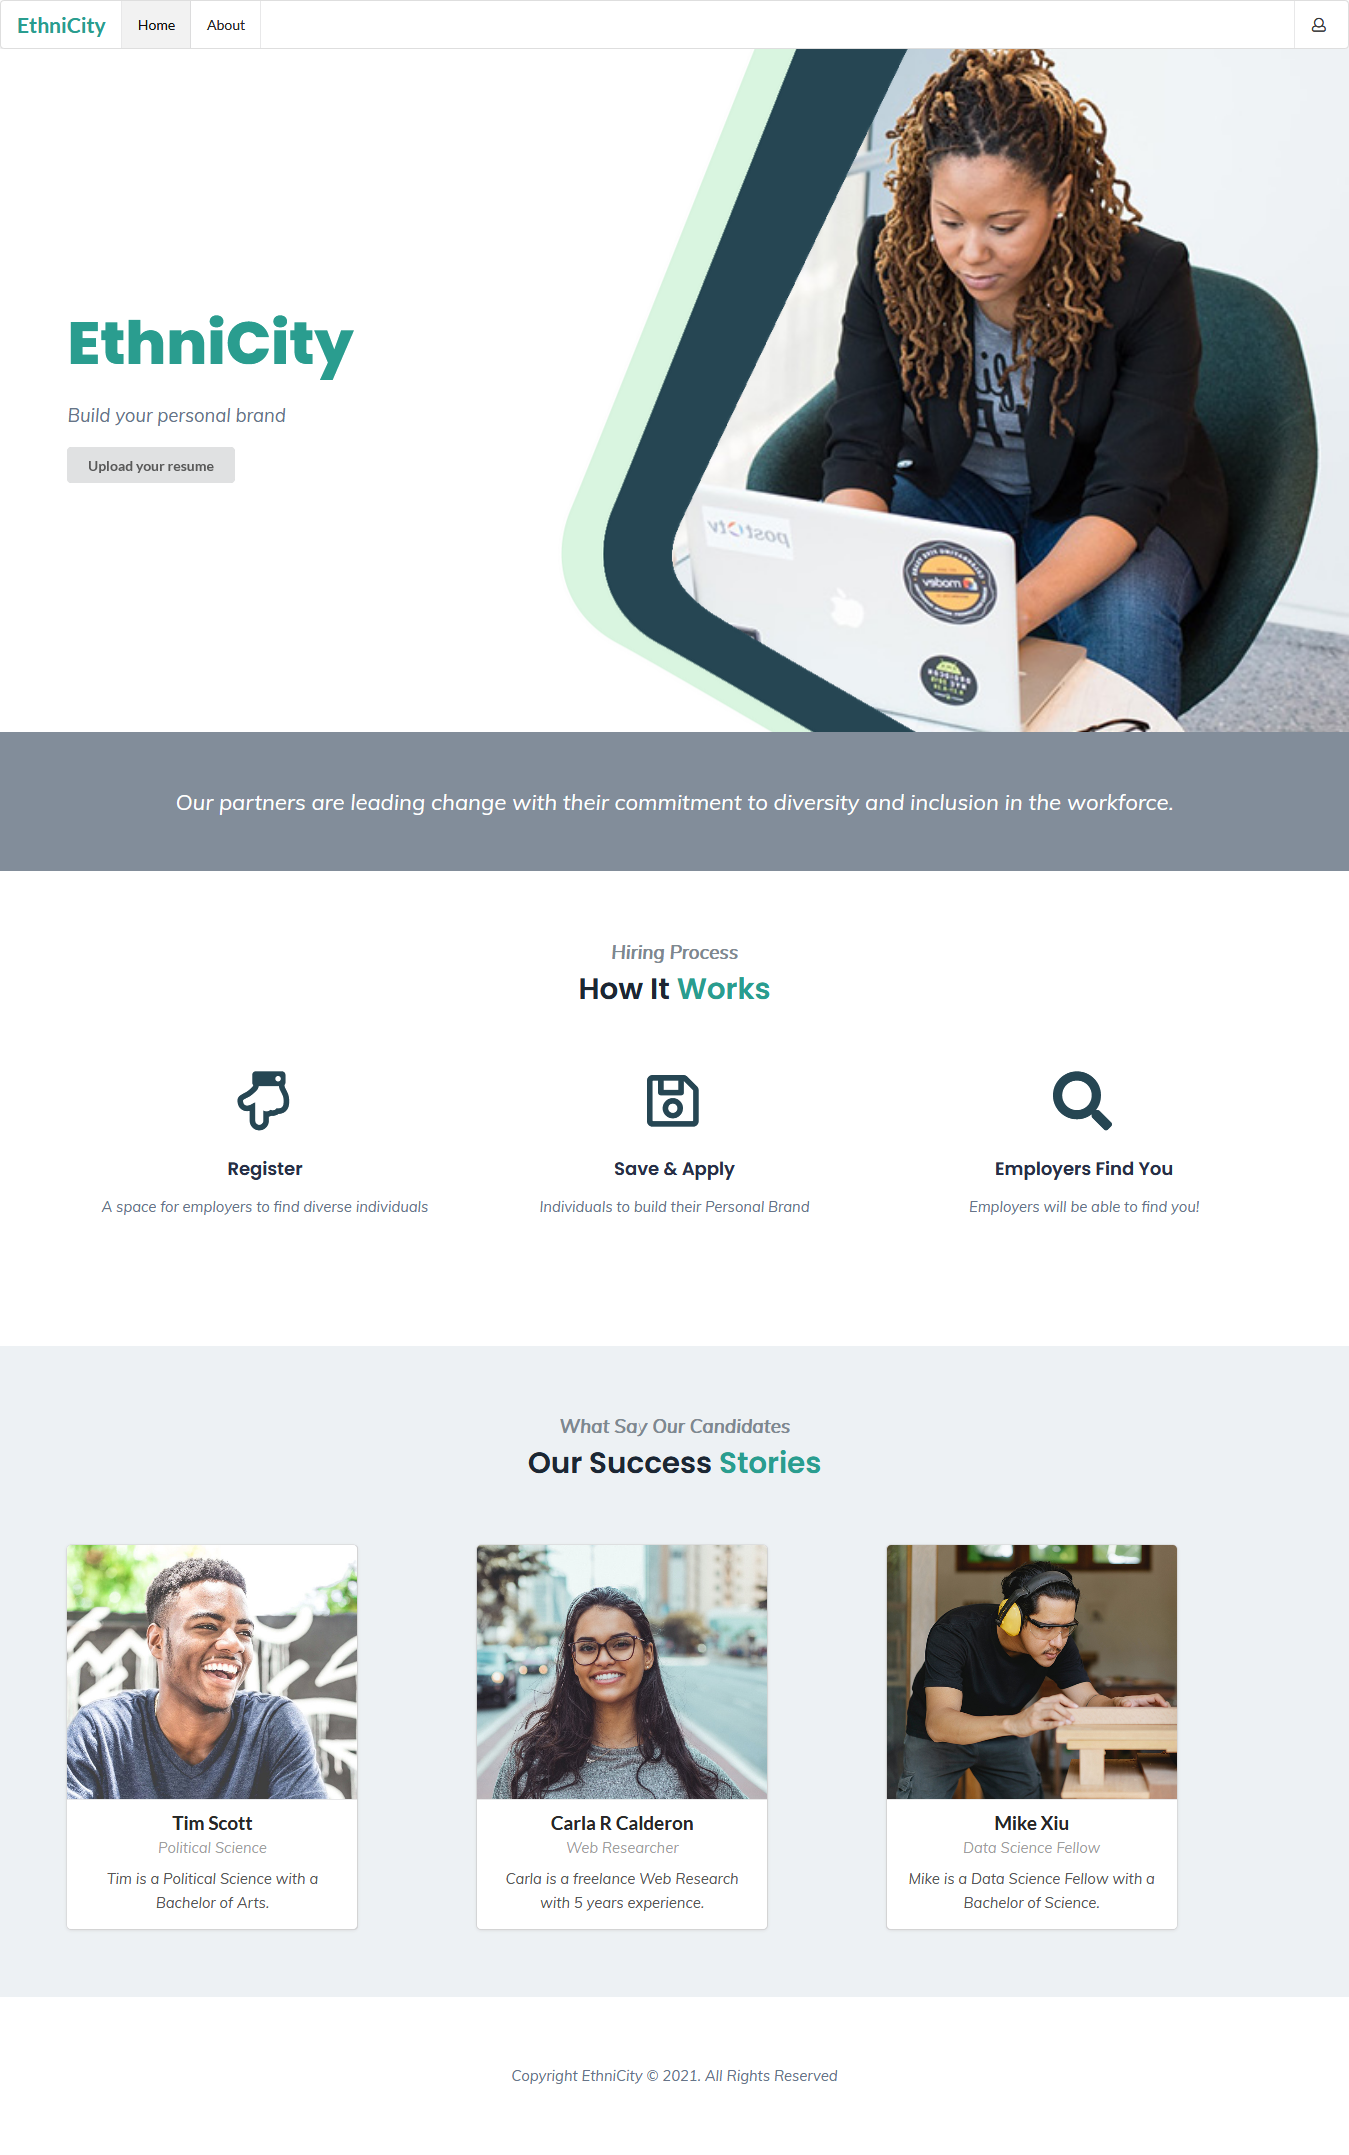 EthniCity Home About
EthniCity
Build your personal brand
Upload your resume
postCtv
modev
Our partners are leading change with their commitment to diversity and inclusion in the workforce.
Hiring Process
How It Works
Register
A space for employers to find diverse individuals
Save & Apply
Individuals to build their Personal Brand
Employers Find You
Employers will be able to find you!
What Say Our Candidates
Our Success Stories
Tim Scott
Political Science
Tim is a Political Science with a
Bachelor of Arts.
Carla R Calderon
Web Researcher
Carla is a freelance Web Research
with 5 years experience.
Mike Xiu
Data Science Fellow
Mike is a Data Science Fellow with a
Bachelor of Science.
Copyright EthniCity © 2021. All Rights Reserved